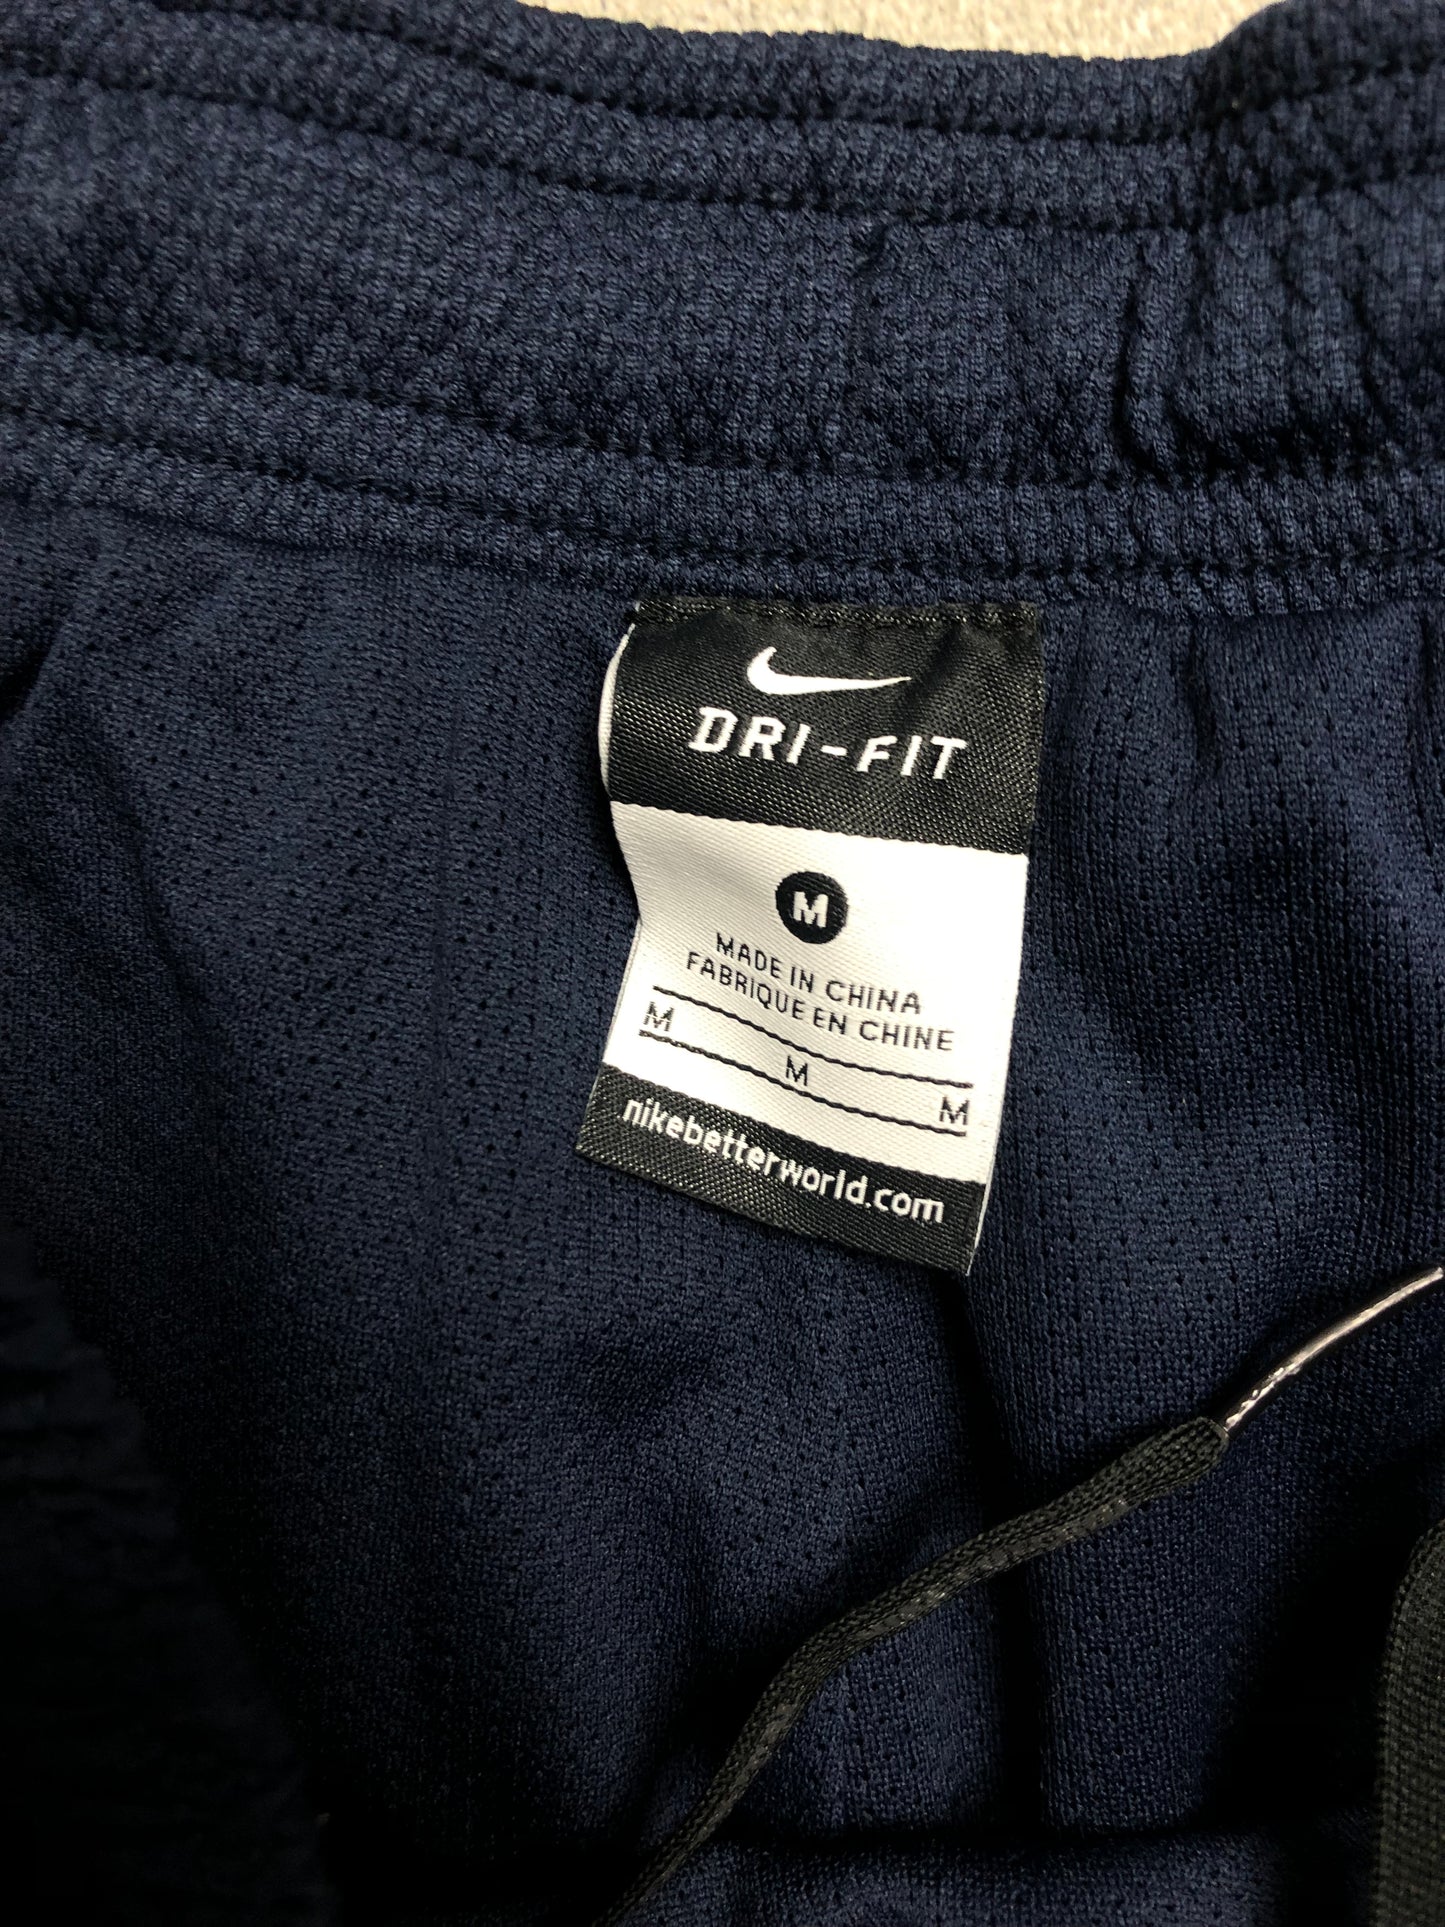 DRI-FIT
M
MADE IN CHINA
FABRIQUE EN CHINE
M
M
M
nikebetterworld.com